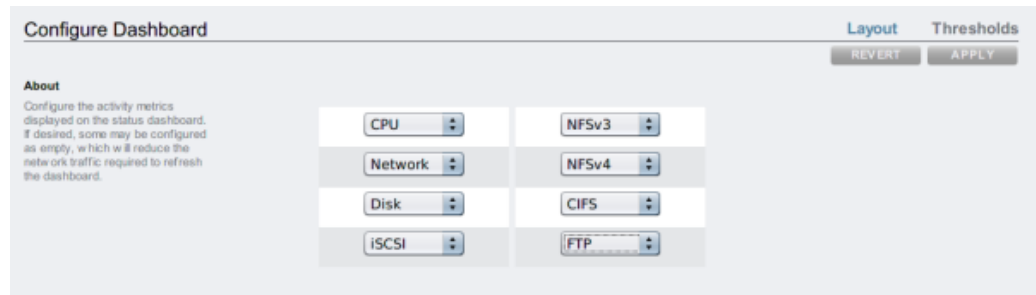 Configure Dashboard
Layout Thresholds
REVERT APPLY
About
Configure the activity metrics
displayed on the status dashboard.
If desired, some may be configured
as empty, which will reduce the
network traffic required to refresh
the dashboard.
CPU NFSv3
Network NFSv4
Disk CIFS
iSCSI FTP